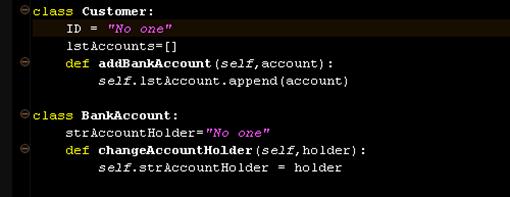 class Customer:
    ID = "No one"
    lstAccounts=[]
    def addBankAccount(self,account):
        self.lstAccount.append(account)
class BankAccount:
    strAccountHolder="No one"
    def changeAccountHolder(self,holder):
        self.strAccountHolder = holder